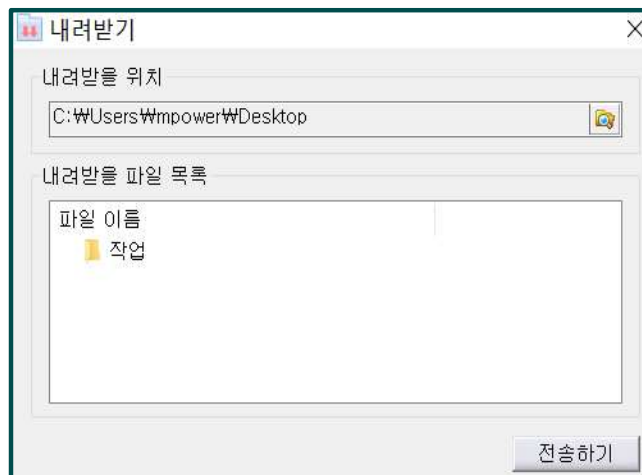 내려받기
내려받을 위치
C:₩Users₩mpower₩Desktop
내려받을 파일 목록
파일 이름
작업
전송하기